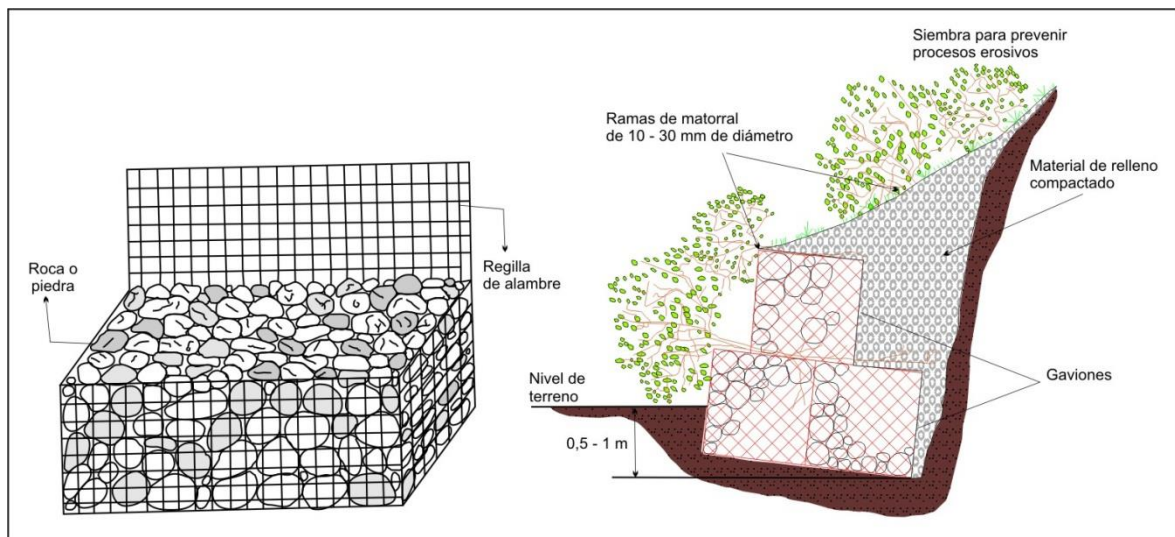 Roca o
piedra
Regilla
de alambre
Siembra para prevenir
procesos erosivos
Ramas de matorral
de 10 - 30 mm de diámetro
Material de relleno
compactado
Nivel de
terreno
Gaviones
0,5 - 1 m